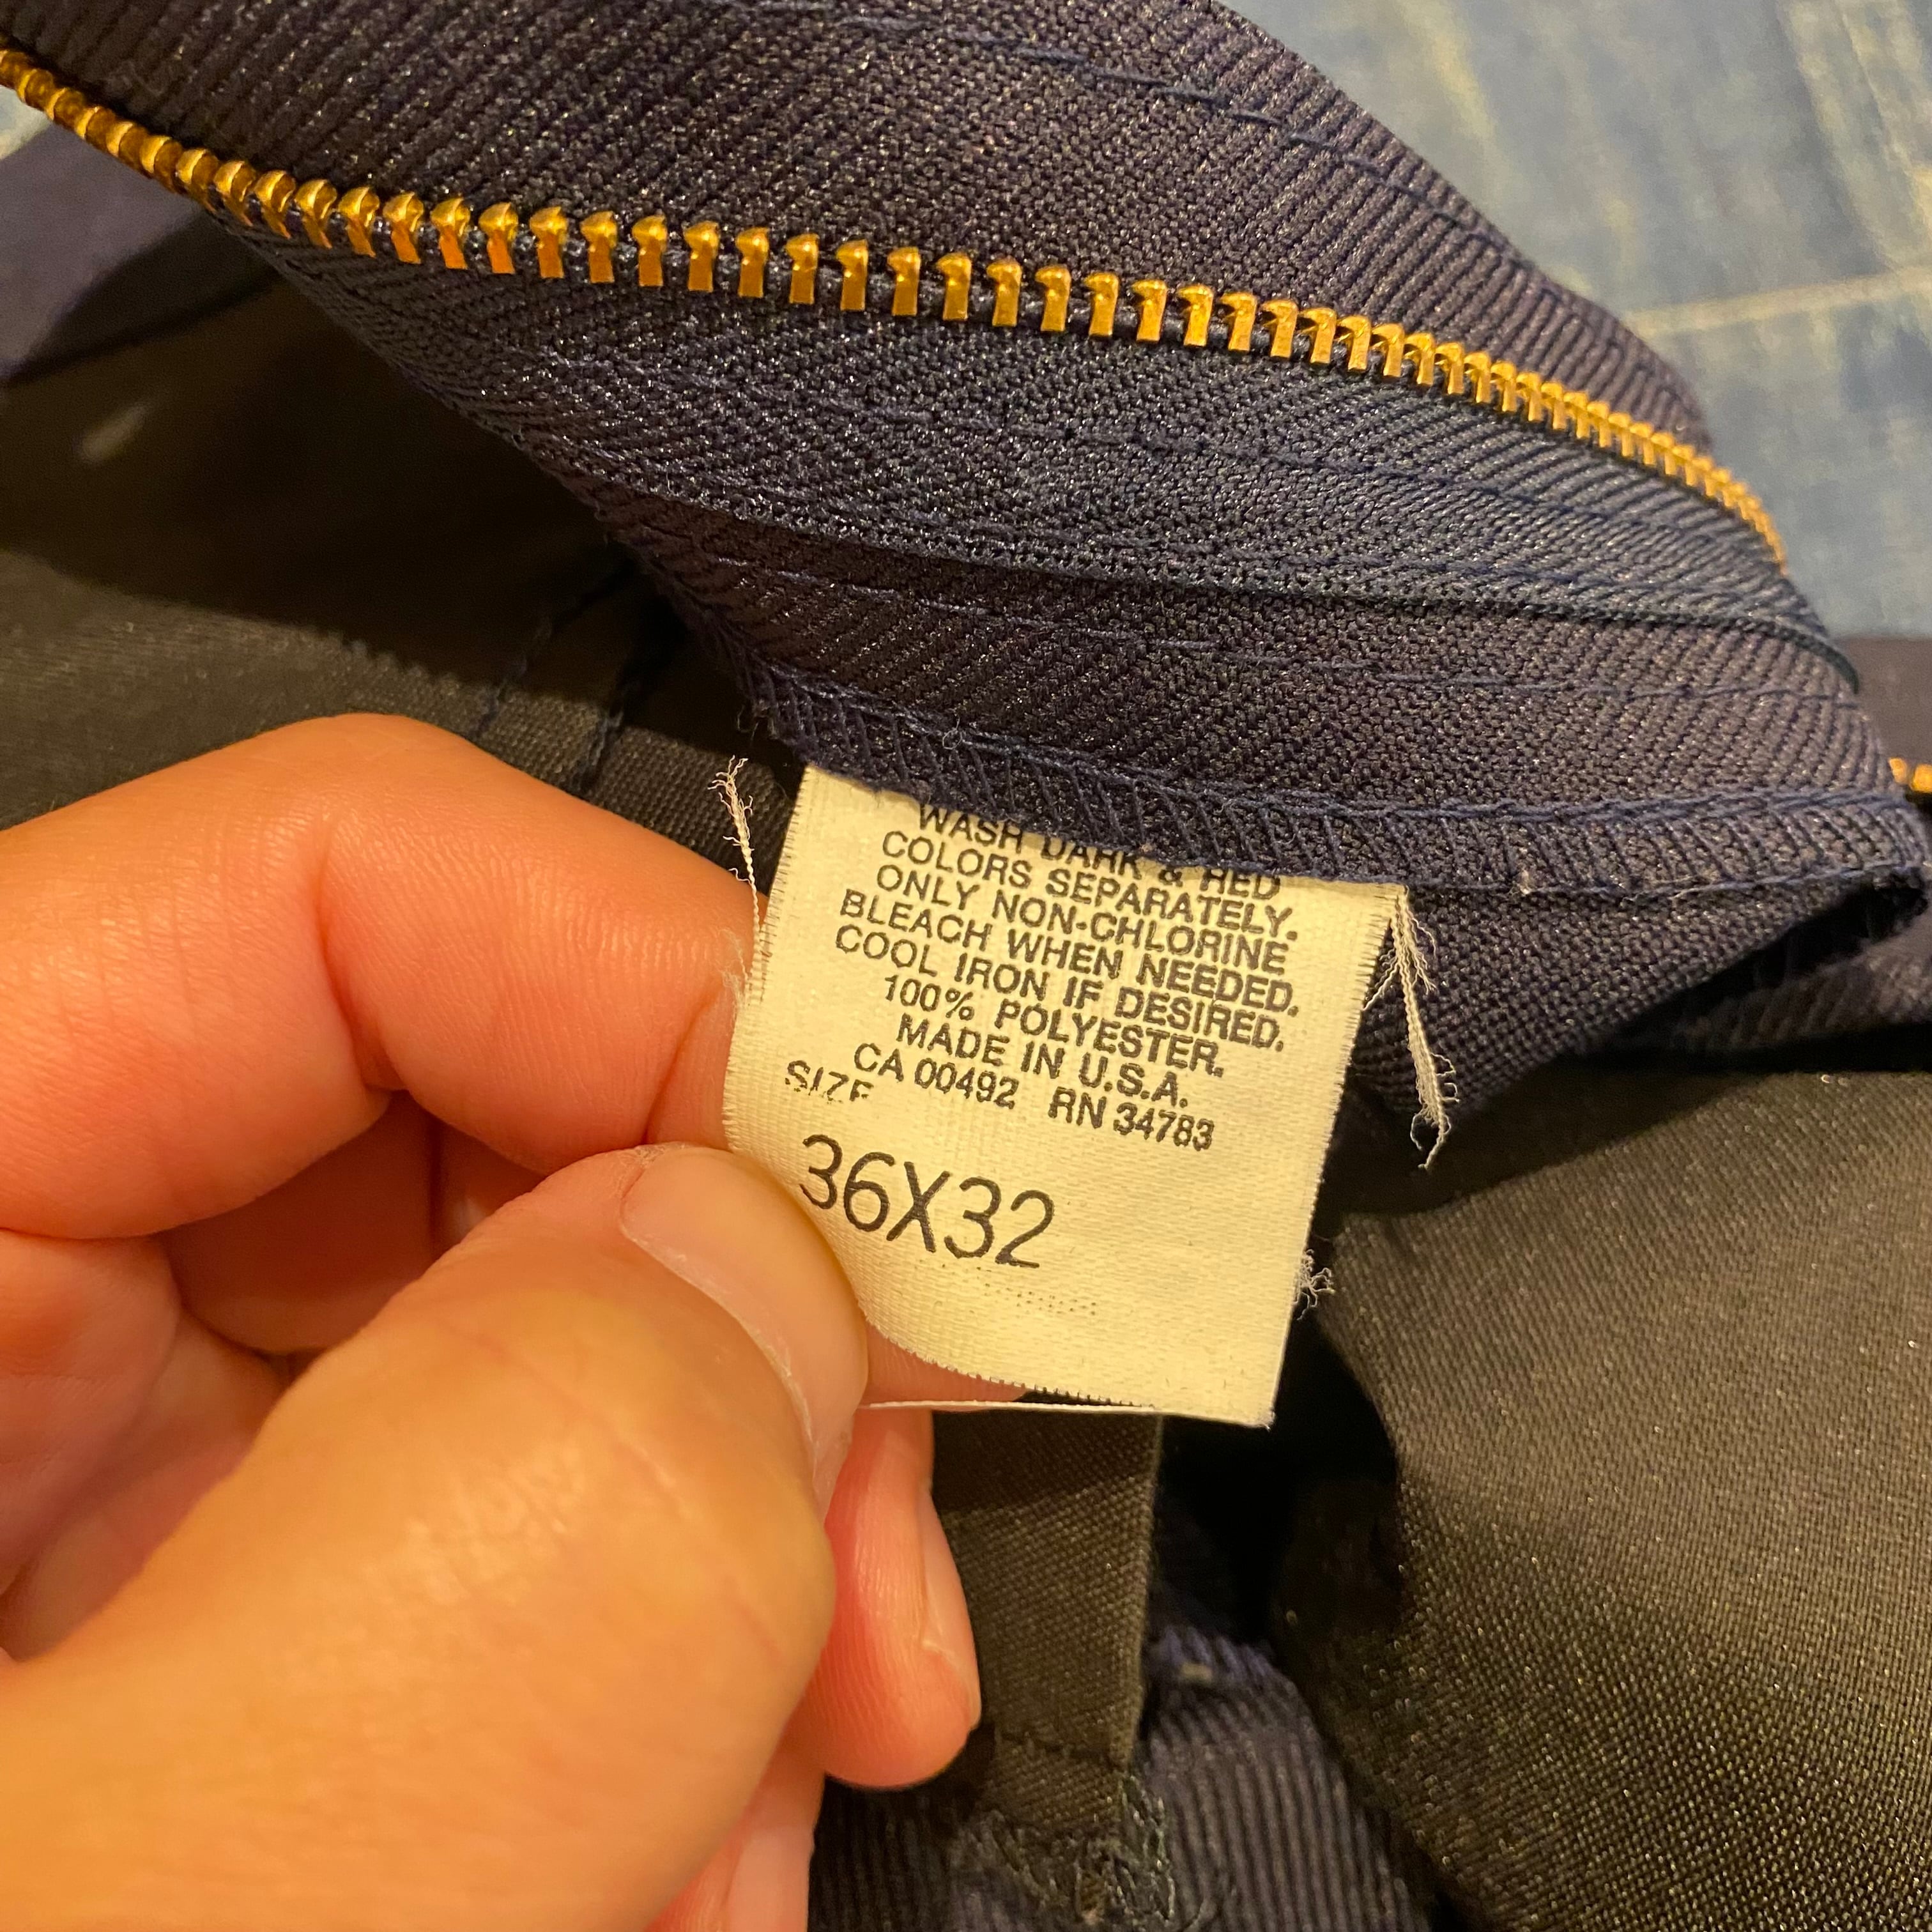 WASH DARK & RED
COLORS SEPARATELY.
ONLY NON-CHLORINE
BLEACH WHEN NEEDED.
COOL IRON IF DESIRED.
100% POLYESTER.
MADE IN U.S.A.
CA 00492 RN 34783
SIZE
36X32